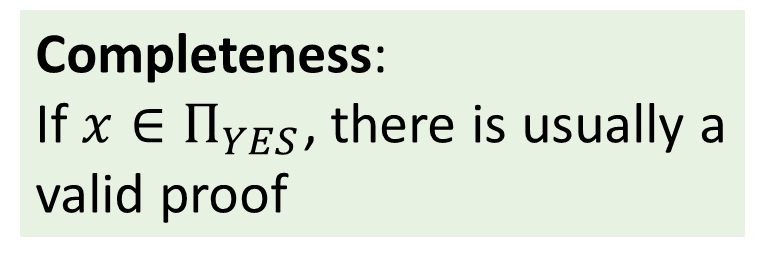 Completeness:
If x ∈ Π_YES, there is usually a
valid proof